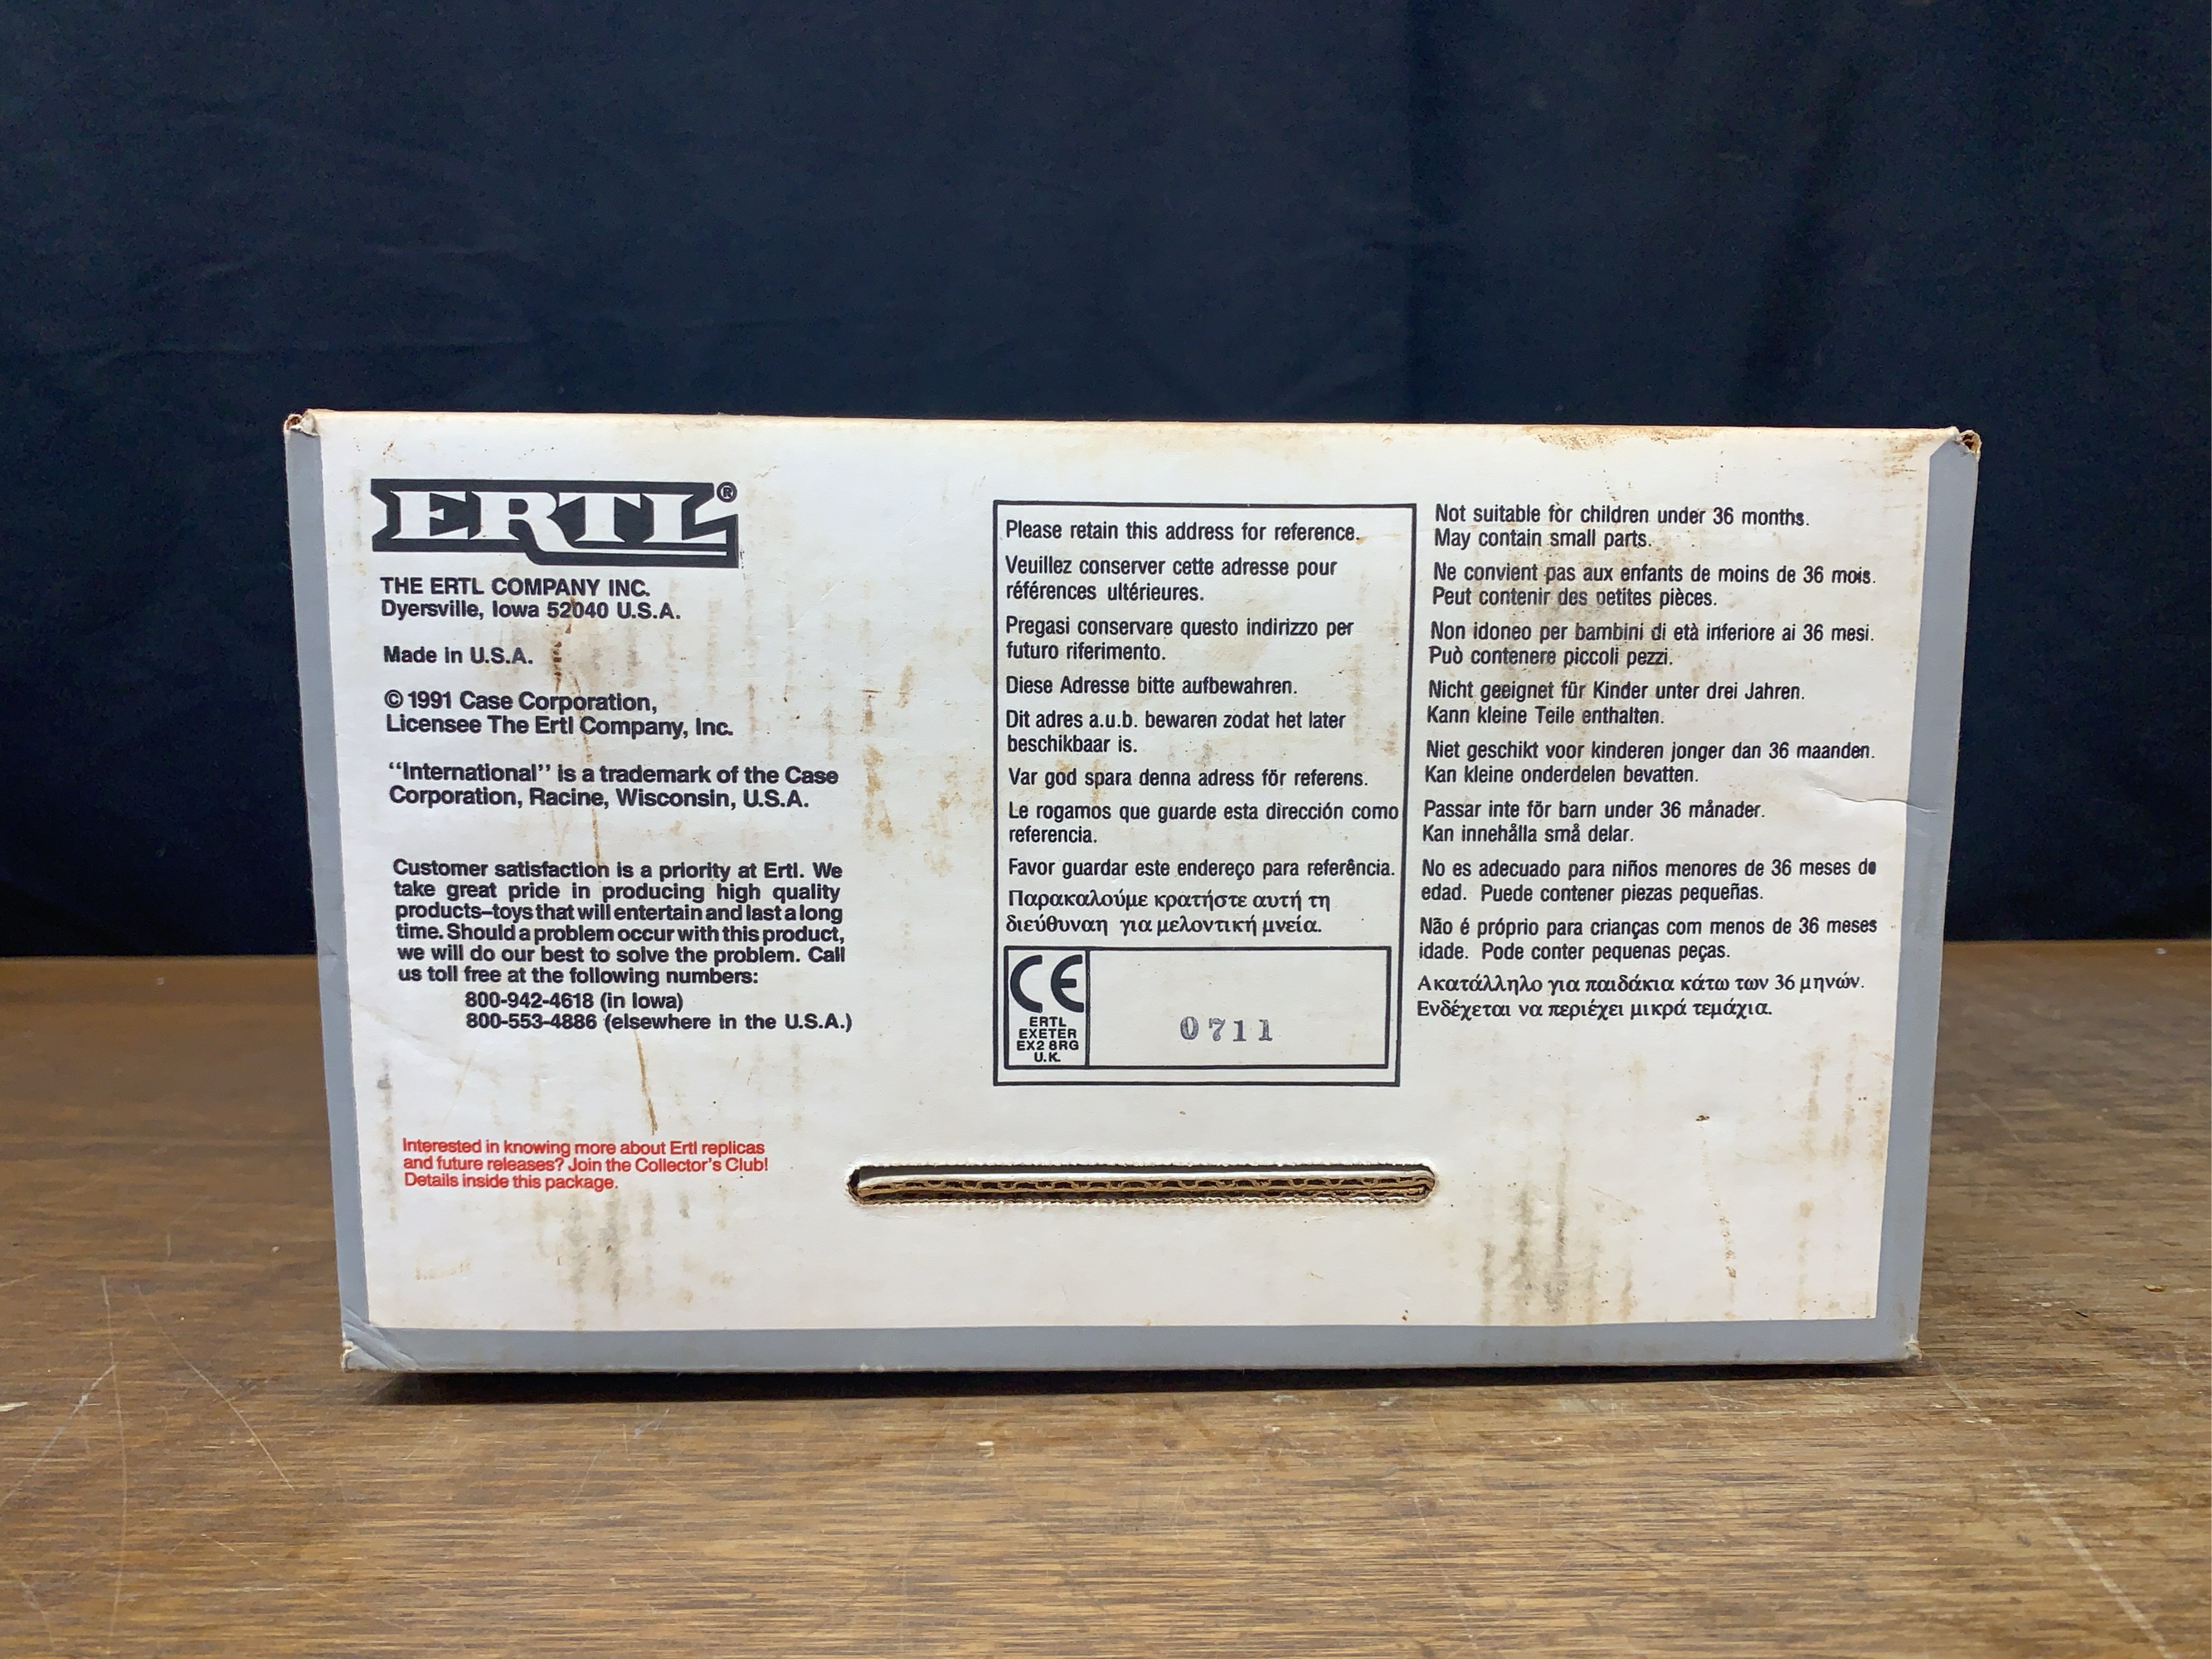 ERTL®
THE ERTL COMPANY INC.
Dyersville, Iowa 52040 U.S.A.
Made in U.S.A.
© 1991 Case Corporation,
Licensee The Ertl Company, Inc.
“International” is a trademark of the Case
Corporation, Racine, Wisconsin, U.S.A.
Customer satisfaction is a priority at Ertl. We
take great pride in producing high quality
products–toys that will entertain and last a long
time. Should a problem occur with this product,
we will do our best to solve the problem. Call
us toll free at the following numbers:
800-942-4618 (in Iowa)
800-553-4886 (elsewhere in the U.S.A.)
Interested in knowing more about Ertl replicas
and future releases? Join the Collector's Club!
Details inside this package.
Please retain this address for reference.
Veuillez conserver cette adresse pour
références ultérieures.
Pregasi conservare questo indirizzo per
futuro riferimento.
Diese Adresse bitte aufbewahren.
Dit adres a.u.b. bewaren zodat het later
beschikbaar is.
Var god spara denna adress för referens.
Le rogamos que guarde esta dirección como
referencia.
Favor guardar este endereço para referência.
Παρακαλούμε κρατήστε αυτή τη
διεύθυναη για μελοντική μνεία.
CE
ERTL
EXETER
EX2 8RG
U.K.
0711
Not suitable for children under 36 months.
May contain small parts.
Ne convient pas aux enfants de moins de 36 mois.
Peut contenir des petites pièces.
Non idoneo per bambini di età inferiore ai 36 mesi.
Può contenere piccoli pezzi.
Nicht geeignet für Kinder unter drei Jahren.
Kann kleine Teile enthalten.
Niet geschikt voor kinderen jonger dan 36 maanden.
Kan kleine onderdelen bevatten.
Passar inte för barn under 36 månader.
Kan innehålla små delar.
No es adecuado para niños menores de 36 meses de
edad. Puede contener piezas pequeñas.
Não é próprio para crianças com menos de 36 meses
idade. Pode conter pequenas peças.
Ακατάλληλο για παιδάκια κάτω των 36 μηνών.
Ενδέχεται να περιέχει μικρά τεμάχια.